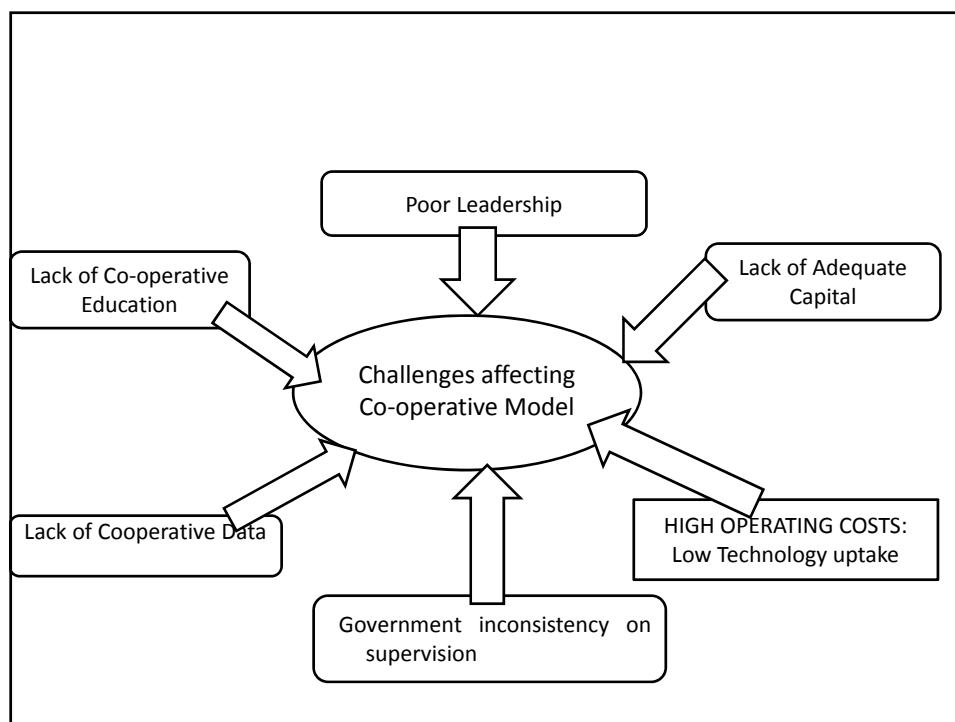 Poor Leadership
Lack of Co-operative
Education
Lack of Adequate
Capital
Challenges affecting
Co-operative Model
Lack of Cooperative Data
HIGH OPERATING COSTS:
Low Technology uptake
Government inconsistency on
supervision